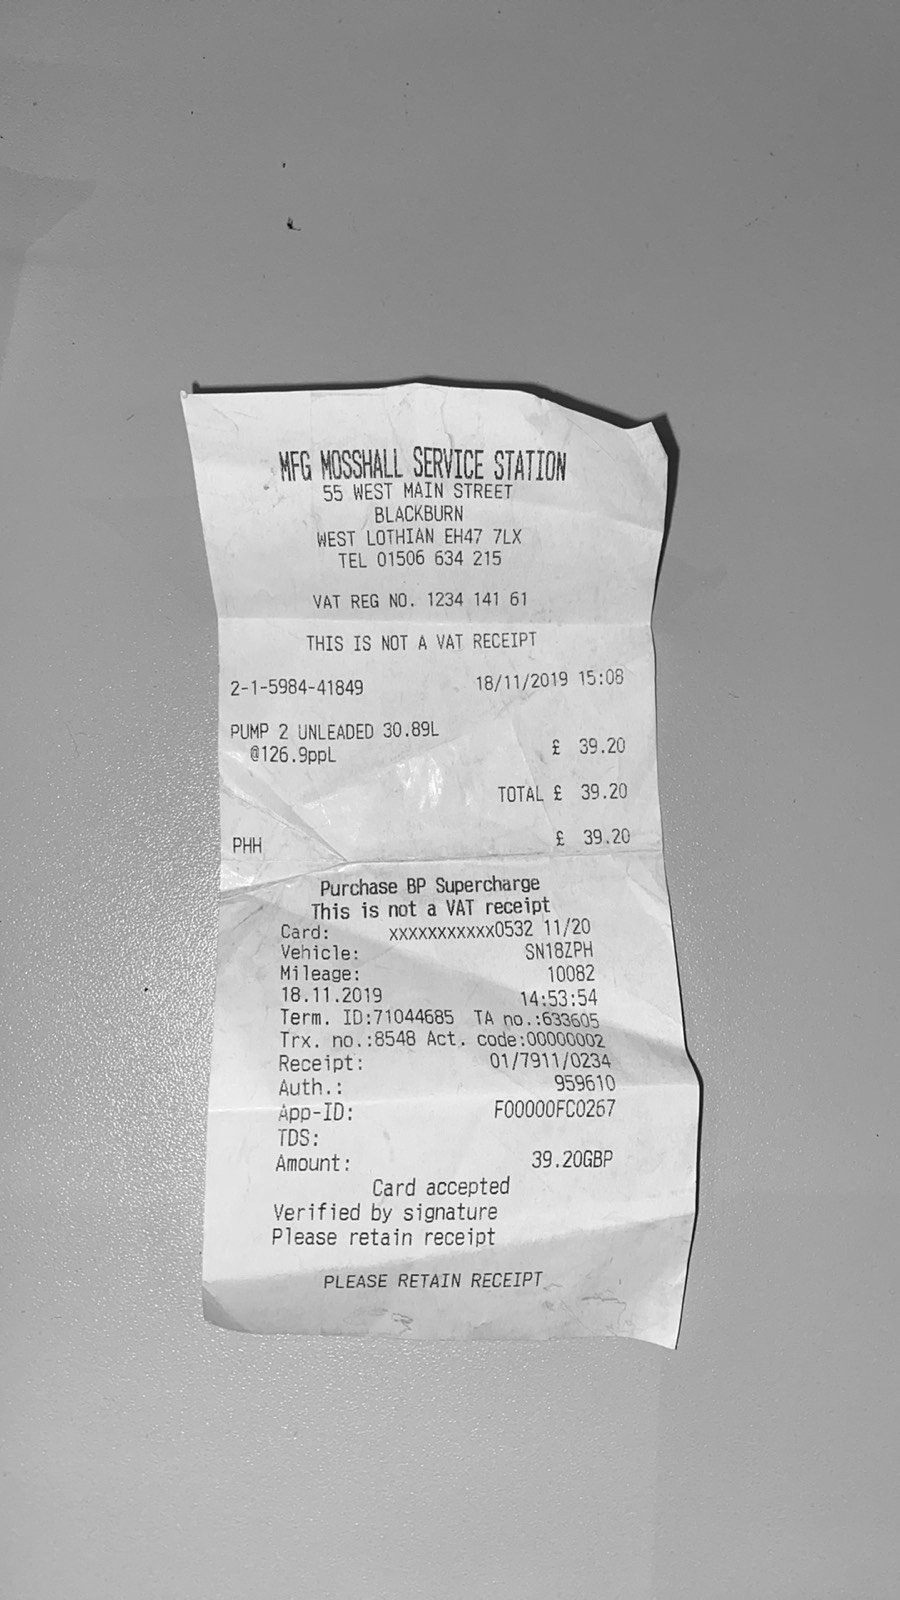 MFG MOSSHALL SERVICE STATION
55 WEST MAIN STREET
BLACKBURN
WEST LOTHIAN EH47 7LX
TEL 01506 634 215
VAT REG NO. 1234 141 61
THIS IS NOT A VAT RECEIPT
2-1-5984-41849 18/11/2019 15:08
PUMP 2 UNLEADED 30.89L
@126.9ppL £ 39.20
TOTAL £ 39.20
PHH £ 39.20
Purchase BP Supercharge
This is not a VAT receipt
Card: xxxxxxxxxxx0532 11/20
Vehicle: SN18ZPH
Mileage: 10082
18.11.2019 14:53:54
Term. ID:71044685 TA no.:633605
Trx. no.:8548 Act. code:00000002
Receipt: 01/7911/0234
Auth.: 959610
App-ID: F00000FC0267
TDS:
Amount: 39.20GBP
Card accepted
Verified by signature
Please retain receipt
PLEASE RETAIN RECEIPT